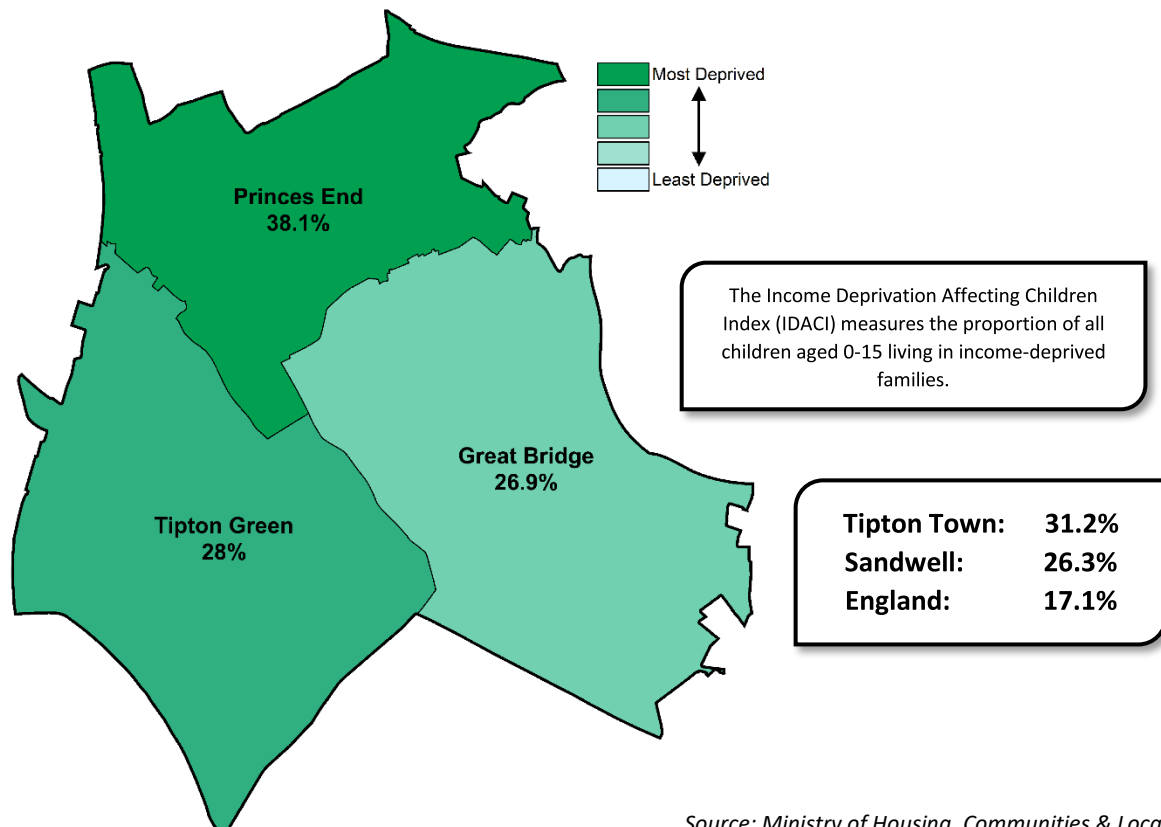 Most Deprived
Least Deprived
Princes End
38.1%
The Income Deprivation Affecting Children
Index (IDACI) measures the proportion of all
children aged 0-15 living in income-deprived
families.
Great Bridge
26.9%
Tipton Green
28%
Tipton Town: 31.2%
Sandwell: 26.3%
England: 17.1%
Source: Ministry of Housing, Communities & Loca